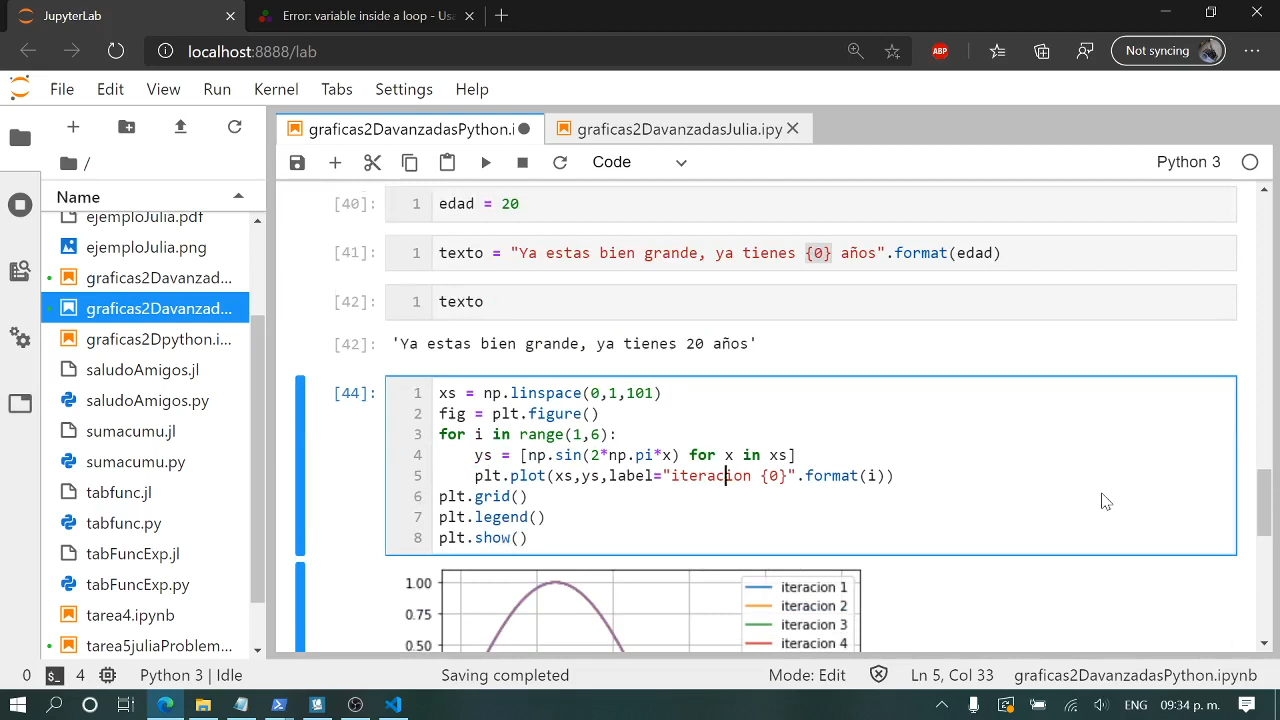 JupyterLab
Error: variable inside a loop - Usa
localhost:8888/lab
ABP
Not syncing
File Edit View Run Kernel Tabs Settings Help
graficas2DavanzadasPython.i
graficas2DavanzadasJulia.ipy
Code
Python 3
/
Name
ejemploJulia.pdf
ejemploJulia.png
graficas2Davanzad...
graficas2Davanzad...
graficas2Dpython.i...
saludoAmigos.jl
saludoAmigos.py
sumacumu.jl
sumacumu.py
tabfunc.jl
tabfunc.py
tabFuncExp.jl
tabFuncExp.py
tarea4.ipynb
tarea5juliaProblem...
[40]: 1 edad = 20
[41]: 1 texto = "Ya estas bien grande, ya tienes {0} años".format(edad)
[42]: 1 texto
[42]: 'Ya estas bien grande, ya tienes 20 años'
[44]: 1 xs = np.linspace(0,1,101)
2 fig = plt.figure()
3 for i in range(1,6):
4 ys = [np.sin(2*np.pi*x) for x in xs]
5 plt.plot(xs,ys,label="iteracion {0}".format(i))
6 plt.grid()
7 plt.legend()
8 plt.show()
1.00
0.75
0.50
iteracion 1
iteracion 2
iteracion 3
iteracion 4
0 4 Python 3 | Idle Saving completed Mode: Edit Ln 5, Col 33 graficas2DavanzadasPython.ipynb
ENG 09:34 p. m.